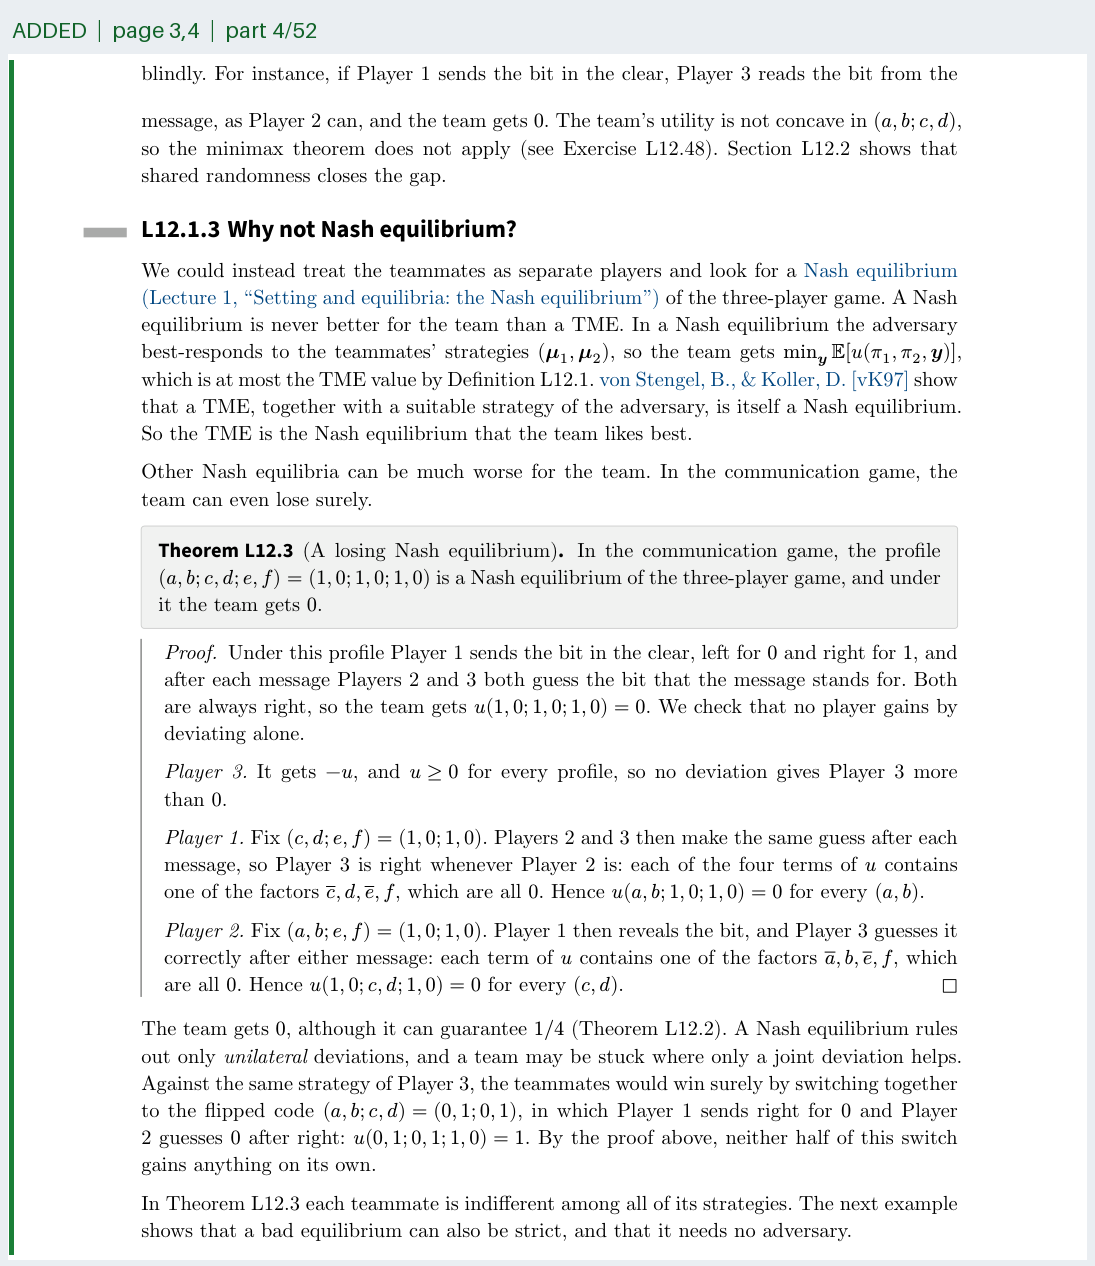 ADDED | page 3,4 | part 4/52
blindly. For instance, if Player 1 sends the bit in the clear, Player 3 reads the bit from the
message, as Player 2 can, and the team gets 0. The team's utility is not concave in (a, b; c, d),
so the minimax theorem does not apply (see Exercise L12.48). Section L12.2 shows that
shared randomness closes the gap.
L12.1.3 Why not Nash equilibrium?
We could instead treat the teammates as separate players and look for a Nash equilibrium
(Lecture 1, “Setting and equilibria: the Nash equilibrium”) of the three-player game. A Nash
equilibrium is never better for the team than a TME. In a Nash equilibrium the adversary
best-responds to the teammates' strategies (μ₁, μ₂), so the team gets min_y 𝔼[u(π₁, π₂, y)],
which is at most the TME value by Definition L12.1. von Stengel, B., & Koller, D. [vK97] show
that a TME, together with a suitable strategy of the adversary, is itself a Nash equilibrium.
So the TME is the Nash equilibrium that the team likes best.
Other Nash equilibria can be much worse for the team. In the communication game, the
team can even lose surely.
Theorem L12.3 (A losing Nash equilibrium). In the communication game, the profile
(a, b; c, d; e, f) = (1, 0; 1, 0; 1, 0) is a Nash equilibrium of the three-player game, and under
it the team gets 0.
Proof. Under this profile Player 1 sends the bit in the clear, left for 0 and right for 1, and
after each message Players 2 and 3 both guess the bit that the message stands for. Both
are always right, so the team gets u(1, 0; 1, 0; 1, 0) = 0. We check that no player gains by
deviating alone.
Player 3. It gets −u, and u ≥ 0 for every profile, so no deviation gives Player 3 more
than 0.
Player 1. Fix (c, d; e, f) = (1, 0; 1, 0). Players 2 and 3 then make the same guess after each
message, so Player 3 is right whenever Player 2 is: each of the four terms of u contains
one of the factors c̅, d, e̅, f, which are all 0. Hence u(a, b; 1, 0; 1, 0) = 0 for every (a, b).
Player 2. Fix (a, b; e, f) = (1, 0; 1, 0). Player 1 then reveals the bit, and Player 3 guesses it
correctly after either message: each term of u contains one of the factors a̅, b, e̅, f, which
are all 0. Hence u(1, 0; c, d; 1, 0) = 0 for every (c, d). □
The team gets 0, although it can guarantee 1/4 (Theorem L12.2). A Nash equilibrium rules
out only unilateral deviations, and a team may be stuck where only a joint deviation helps.
Against the same strategy of Player 3, the teammates would win surely by switching together
to the flipped code (a, b; c, d) = (0, 1; 0, 1), in which Player 1 sends right for 0 and Player
2 guesses 0 after right: u(0, 1; 0, 1; 1, 0) = 1. By the proof above, neither half of this switch
gains anything on its own.
In Theorem L12.3 each teammate is indifferent among all of its strategies. The next example
shows that a bad equilibrium can also be strict, and that it needs no adversary.